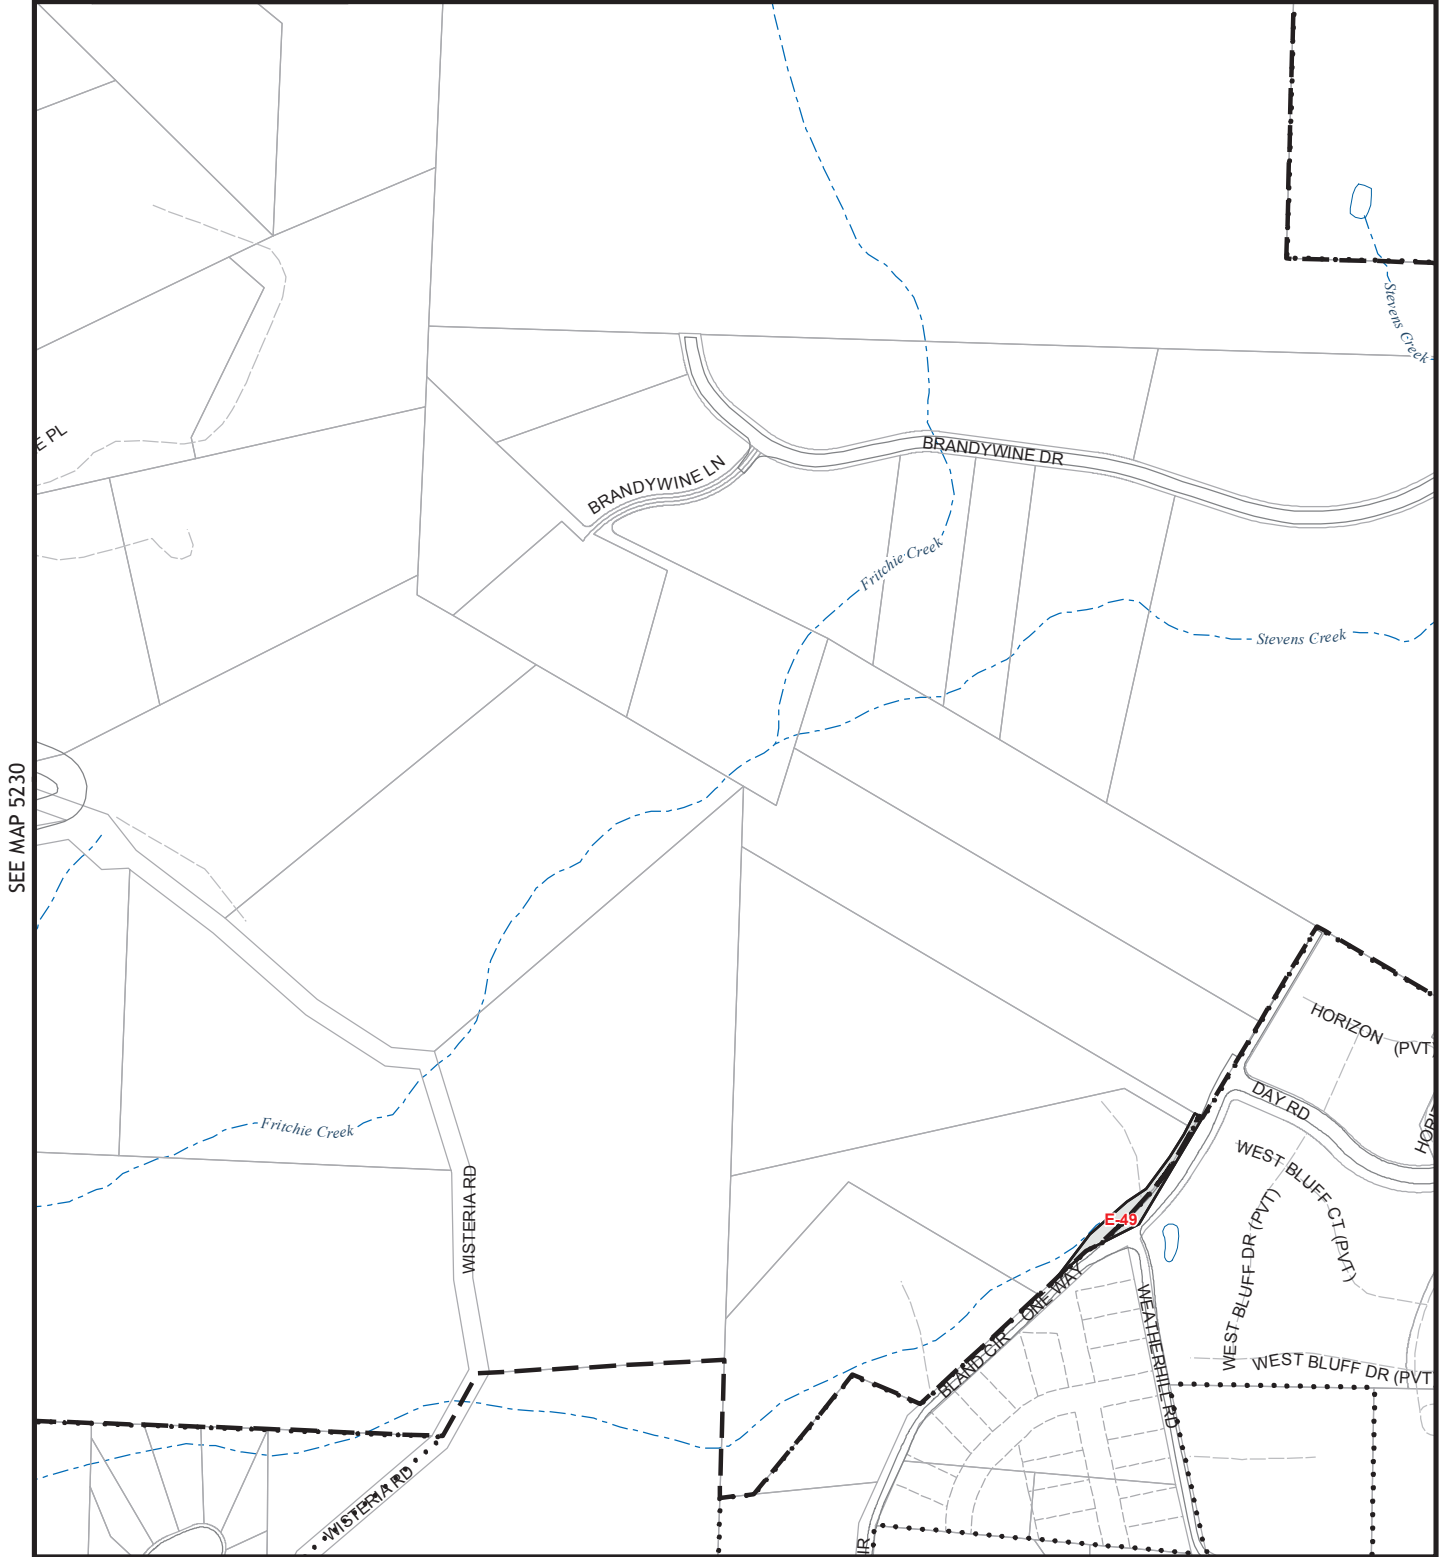 Stevens Creek
E PL
BRANDYWINE DR
BRANDYWINE LN
Fritchie Creek
Stevens Creek
SEE MAP 5230
HORIZON (PVT)
DAY RD
HORI
Fritchie Creek
WEST BLUFF CT (PVT)
WISTERIA RD
E-49
WEST BLUFF DR (PVT)
ONE WAY
WEATHERHILL RD
BLAND CIR
WEST BLUFF DR (PVT
WISTERIA RD
IR